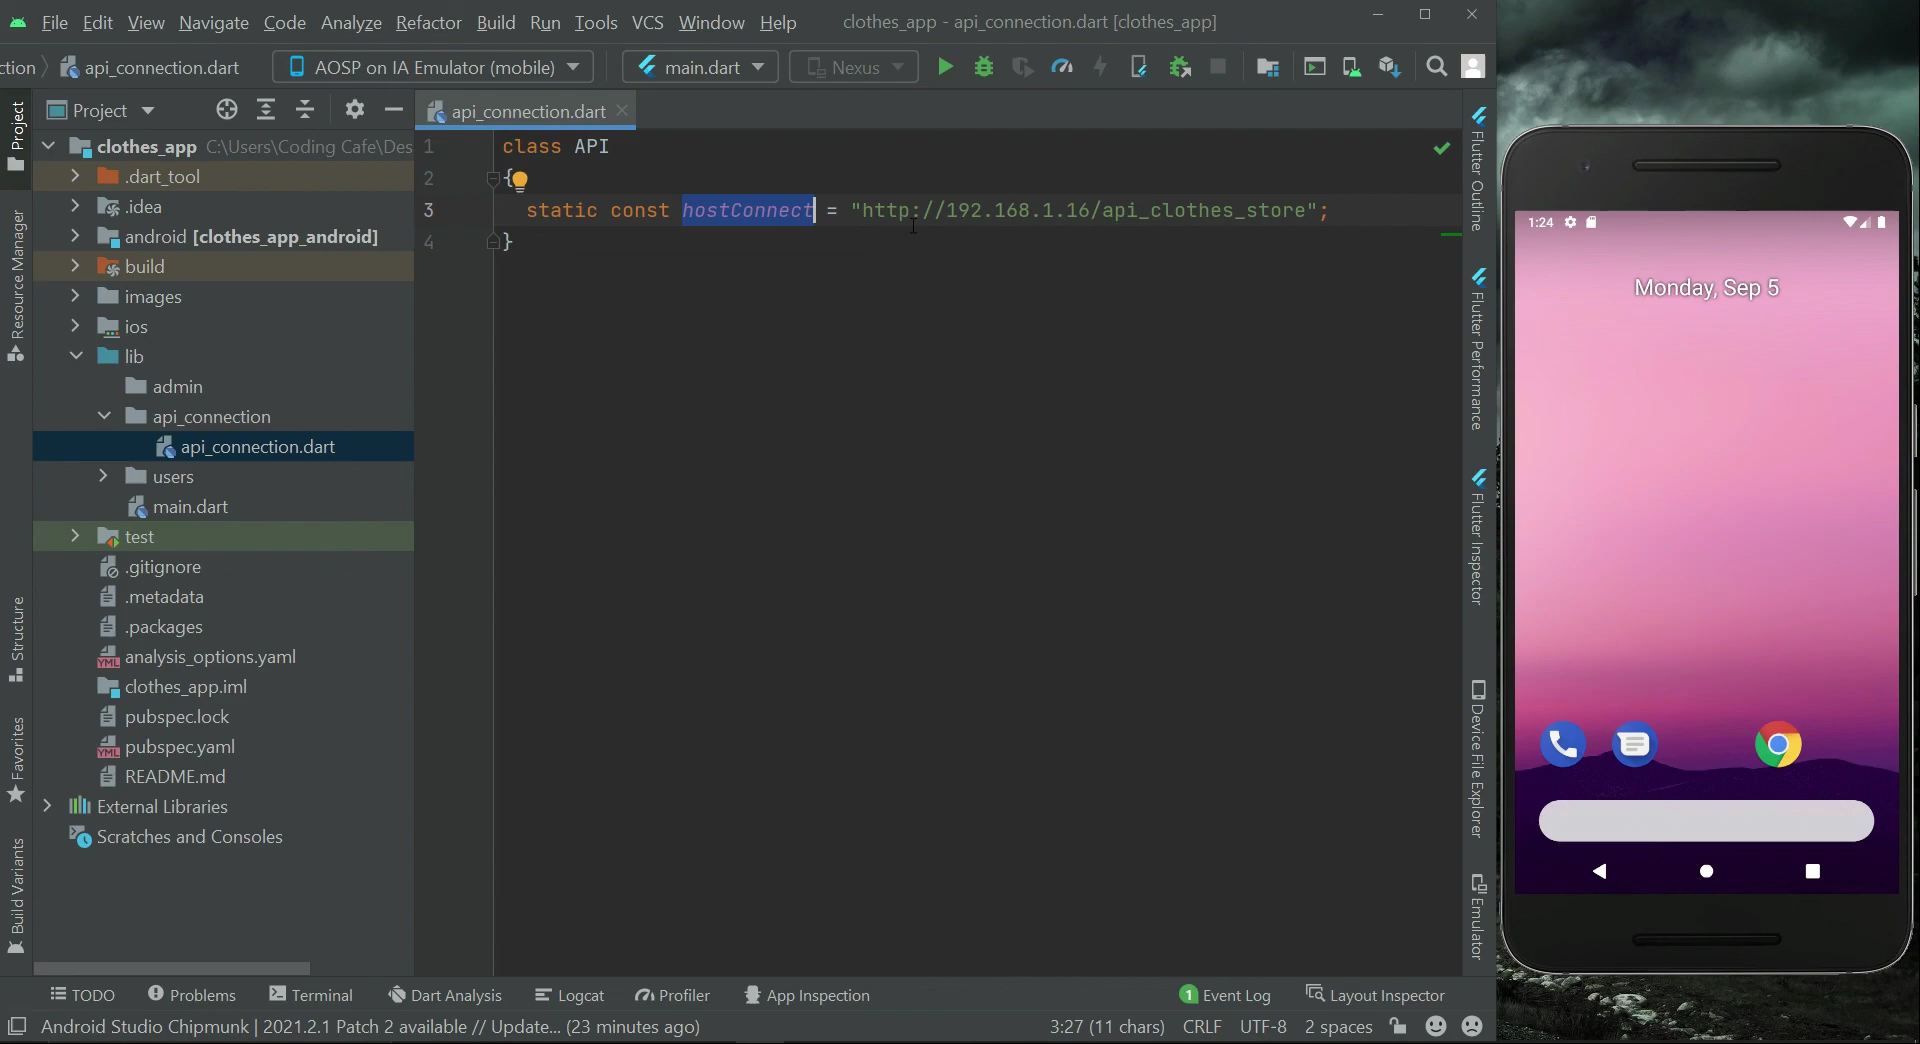 File Edit View Navigate Code Analyze Refactor Build Run Tools VCS Window Help clothes_app - api_connection.dart [clothes_app]
ction api_connection.dart AOSP on IA Emulator (mobile) main.dart Nexus
Project api_connection.dart
clothes_app C:\Users\Coding Cafe\Des
.dart_tool
.idea
android [clothes_app_android]
build
images
ios
lib
admin
api_connection
api_connection.dart
users
main.dart
test
.gitignore
.metadata
.packages
analysis_options.yaml
clothes_app.iml
pubspec.lock
pubspec.yaml
README.md
External Libraries
Scratches and Consoles
1 class API
2 {
3 static const hostConnect = "http://192.168.1.16/api_clothes_store";
4 }
Project
Resource Manager
Structure
Favorites
Build Variants
Flutter Outline
Flutter Performance
Flutter Inspector
Device File Explorer
Emulator
1:24
Monday, Sep 5
TODO Problems Terminal Dart Analysis Logcat Profiler App Inspection 1 Event Log Layout Inspector
Android Studio Chipmunk | 2021.2.1 Patch 2 available // Update... (23 minutes ago) 3:27 (11 chars) CRLF UTF-8 2 spaces